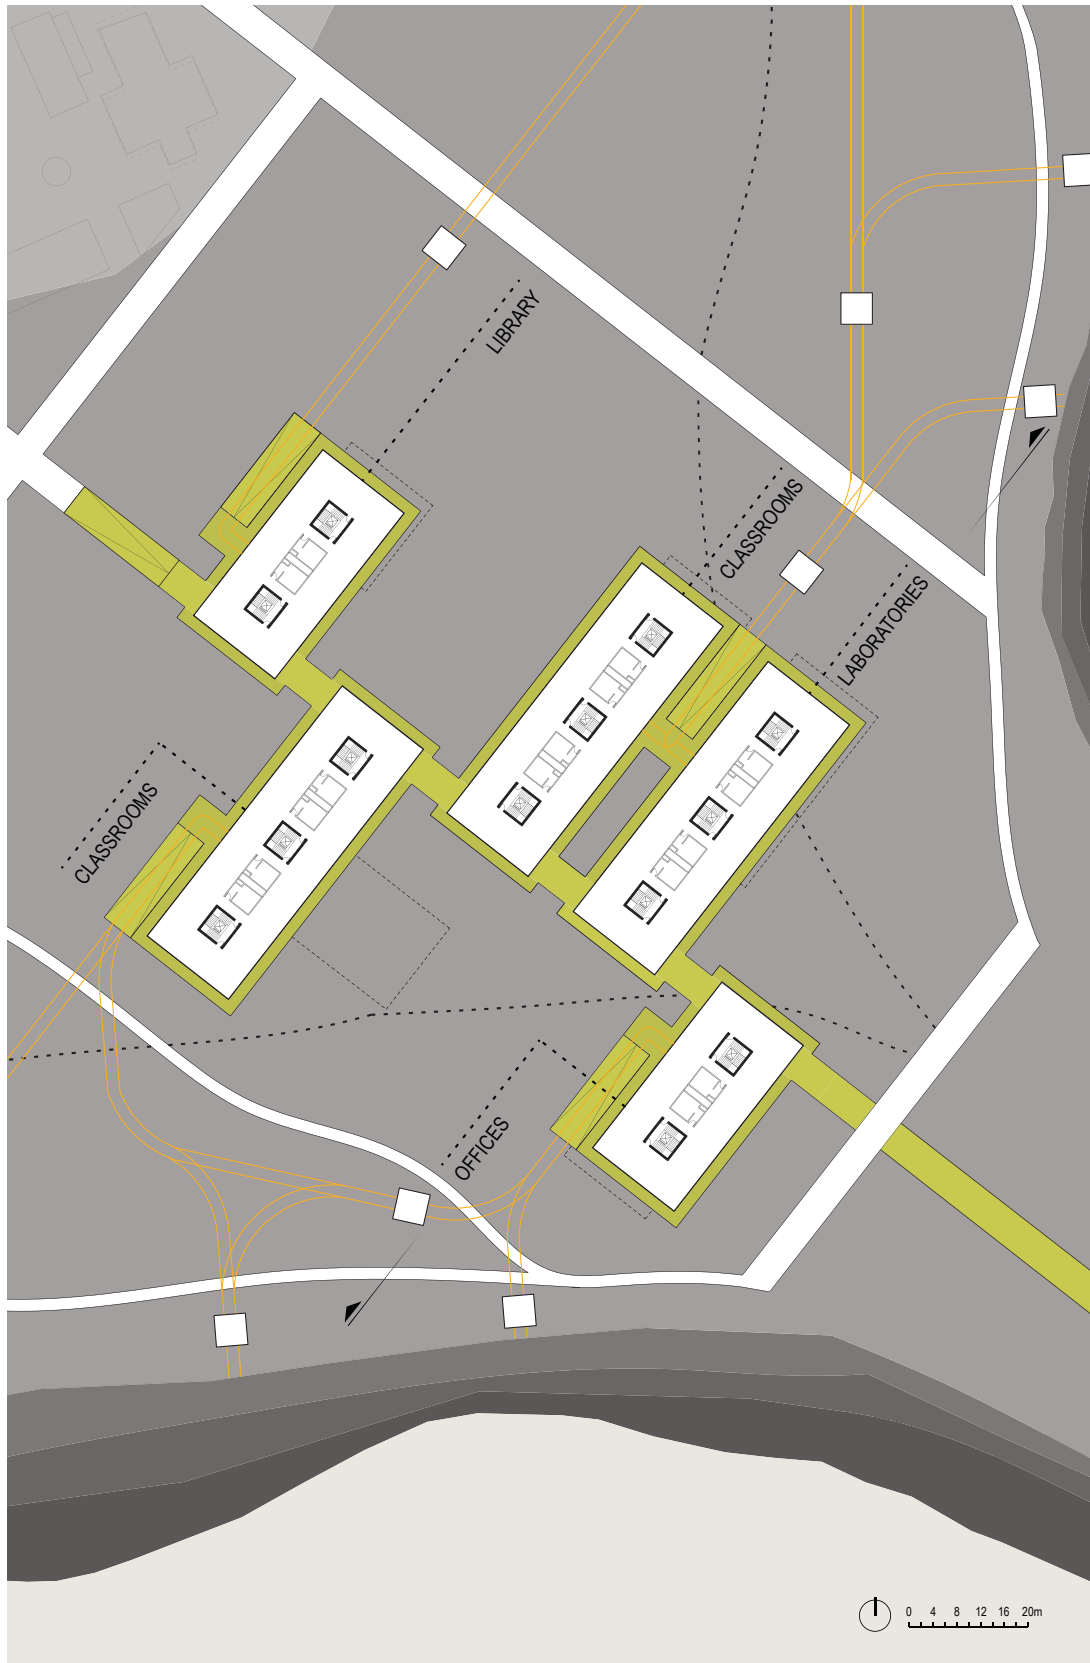 LIBRARY
CLASSROOMS
LABORATORIES
CLASSROOMS
OFFICES
0 4 8 12 16 20m